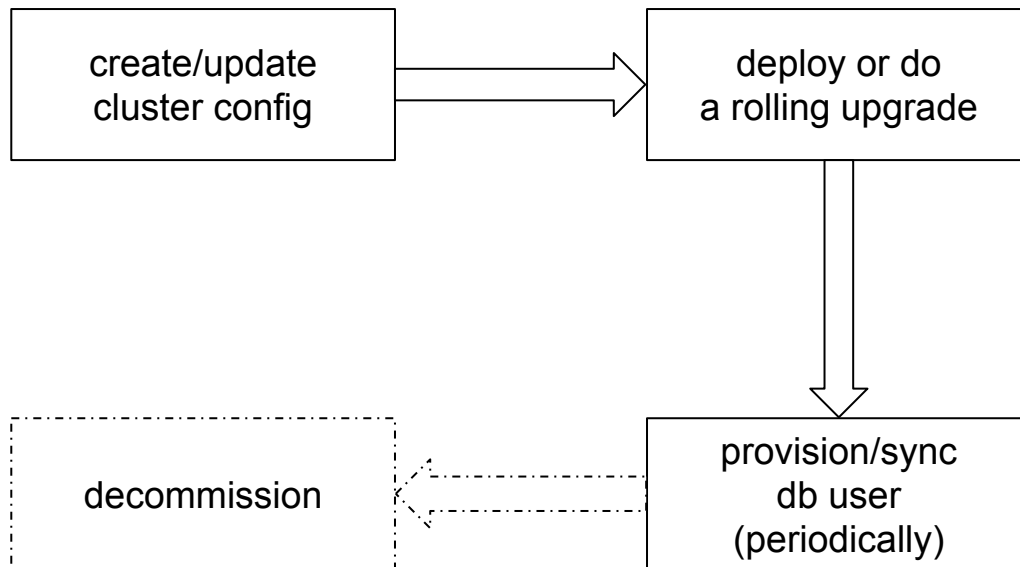 create/update
cluster config
deploy or do
a rolling upgrade
decommission
provision/sync
db user
(periodically)